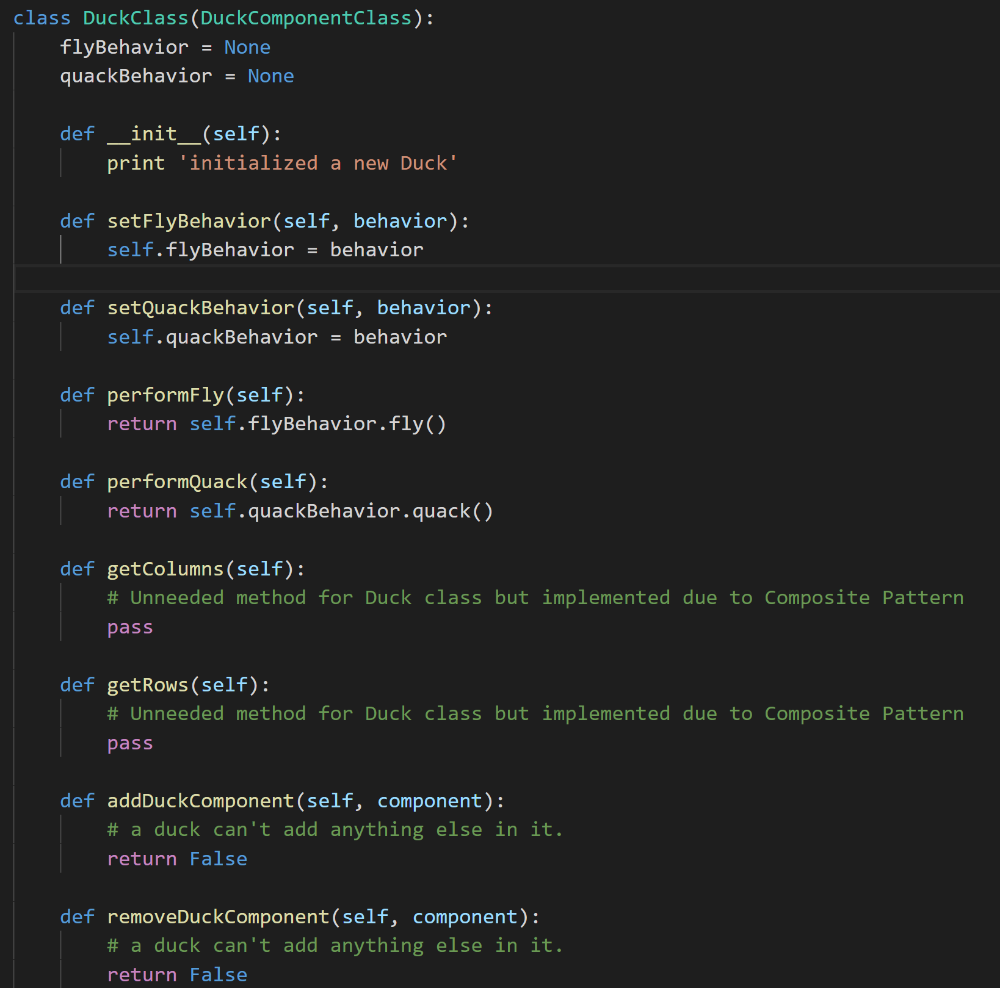 class DuckClass(DuckComponentClass):
    flyBehavior = None
    quackBehavior = None

    def __init__(self):
        print 'initialized a new Duck'

    def setFlyBehavior(self, behavior):
        self.flyBehavior = behavior

    def setQuackBehavior(self, behavior):
        self.quackBehavior = behavior

    def performFly(self):
        return self.flyBehavior.fly()

    def performQuack(self):
        return self.quackBehavior.quack()

    def getColumns(self):
        # Unneeded method for Duck class but implemented due to Composite Pattern
        pass

    def getRows(self):
        # Unneeded method for Duck class but implemented due to Composite Pattern
        pass

    def addDuckComponent(self, component):
        # a duck can't add anything else in it.
        return False

    def removeDuckComponent(self, component):
        # a duck can't add anything else in it.
        return False